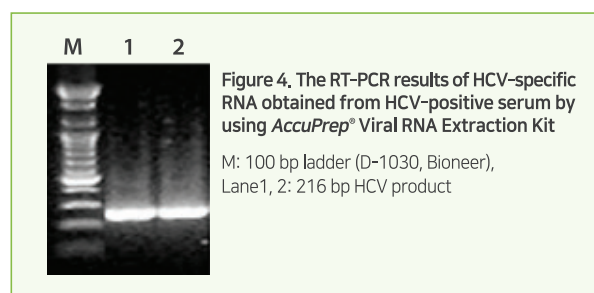 M 1 2
Figure 4. The RT-PCR results of HCV-specific
RNA obtained from HCV-positive serum by
using AccuPrep® Viral RNA Extraction Kit
M: 100 bp ladder (D-1030, Bioneer),
Lane1, 2: 216 bp HCV product